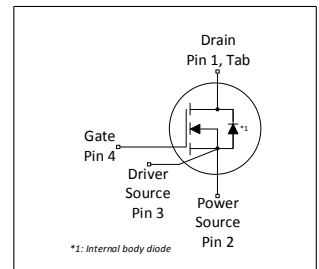 Drain
Pin 1, Tab
*1
Gate
Pin 4
Driver
Source
Pin 3
Power
Source
Pin 2
*1: Internal body diode